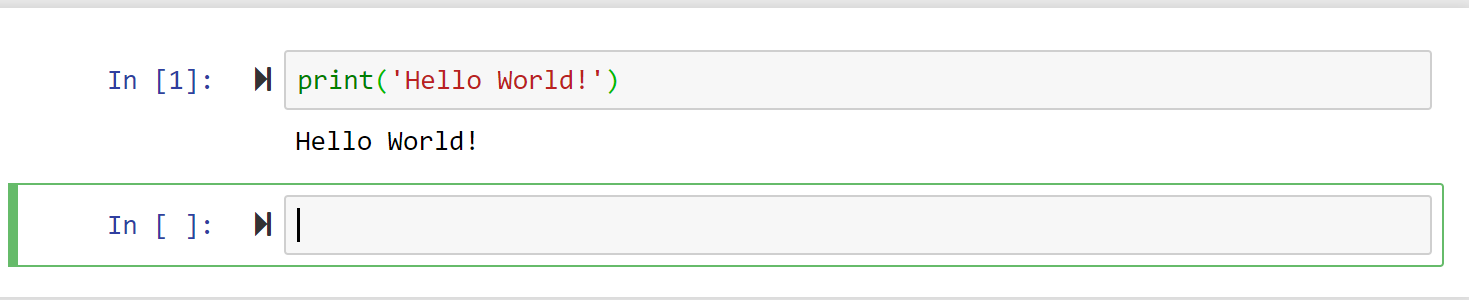 In [1]: print('Hello World!')
Hello World!
In [ ]: